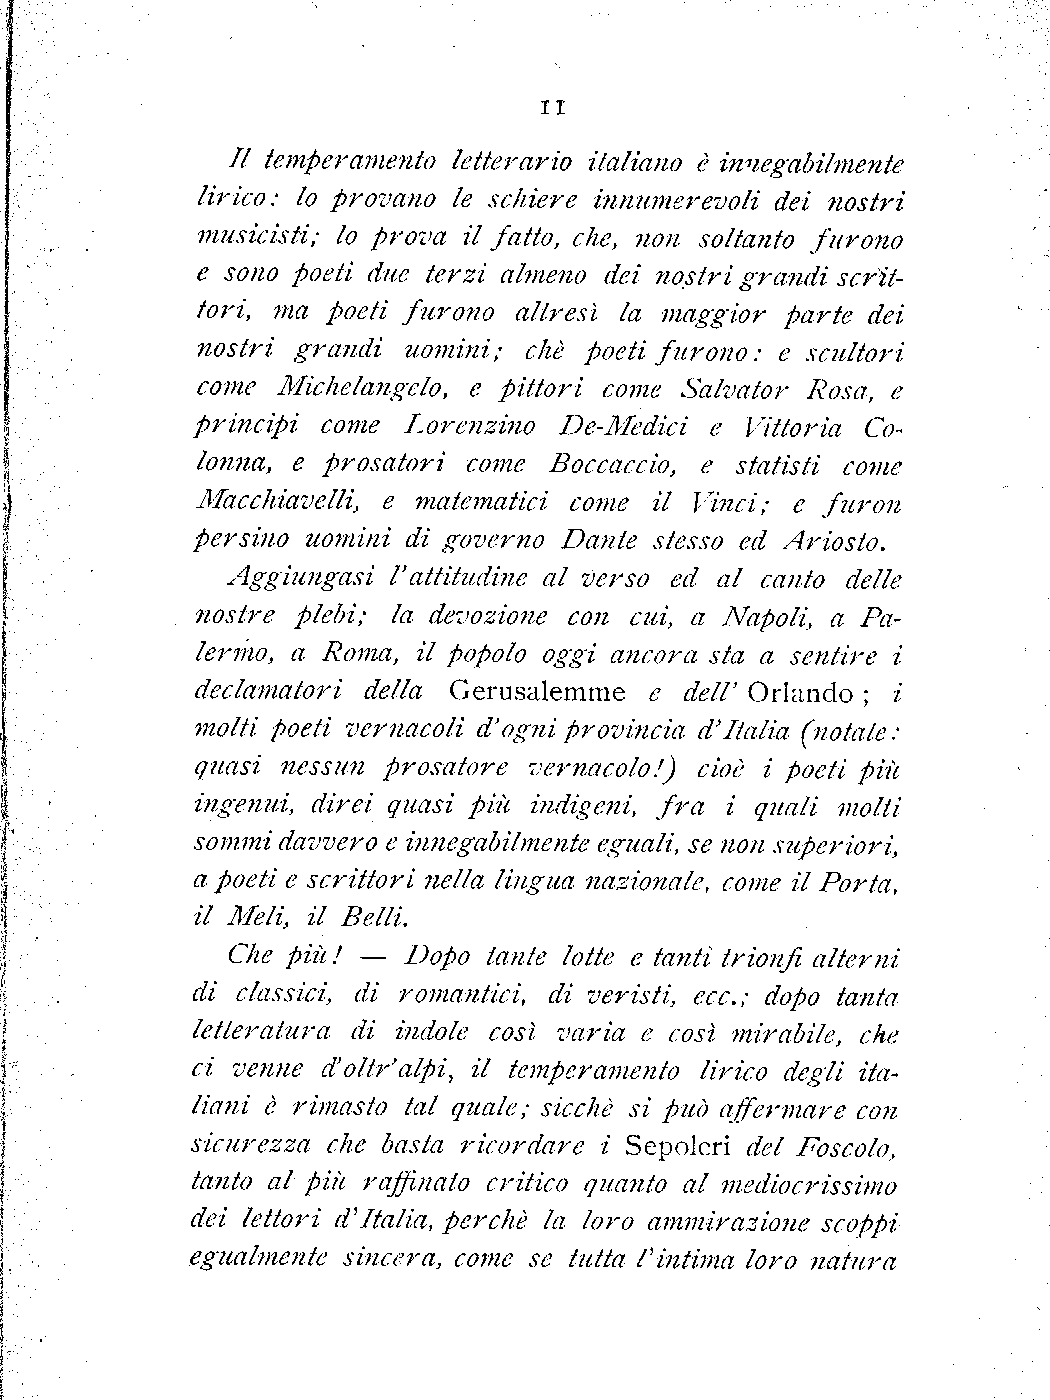 11
Il temperamento letterario italiano è innegabilmente
lirico: lo provano le schiere innumerevoli dei nostri
musicisti; lo prova il fatto, che, non soltanto furono
e sono poeti due terzi almeno dei nostri grandi scrit-
tori, ma poeti furono altresì la maggior parte dei
nostri grandi uomini; chè poeti furono: e scultori
come Michelangelo, e pittori come Salvator Rosa, e
principi come Lorenzino De-Medici e Vittoria Co-
lonna, e prosatori come Boccaccio, e statisti come
Macchiavelli, e matematici come il Vinci; e furon
persino uomini di governo Dante stesso ed Ariosto.
Aggiungasi l'attitudine al verso ed al canto delle
nostre plebi; la devozione con cui, a Napoli, a Pa-
lermo, a Roma, il popolo oggi ancora sta a sentire i
declamatori della Gerusalemme e dell' Orlando; i
molti poeti vernacoli d'ogni provincia d'Italia (notate:
quasi nessun prosatore vernacolo!) cioè i poeti più
ingenui, direi quasi più indigeni, fra i quali molti
sommi davvero e innegabilmente eguali, se non superiori,
a poeti e scrittori nella lingua nazionale, come il Porta,
il Meli, il Belli.
Che più! — Dopo tante lotte e tanti trionfi alterni
di classici, di romantici, di veristi, ecc.; dopo tanta
letteratura di indole così varia e così mirabile, che
ci venne d'oltr'alpi, il temperamento lirico degli ita-
liani è rimasto tal quale; sicchè si può affermare con
sicurezza che basta ricordare i Sepolcri del Foscolo,
tanto al più raffinato critico quanto al mediocrissimo
dei lettori d'Italia, perchè la loro ammirazione scoppi
egualmente sincera, come se tutta l'intima loro natura